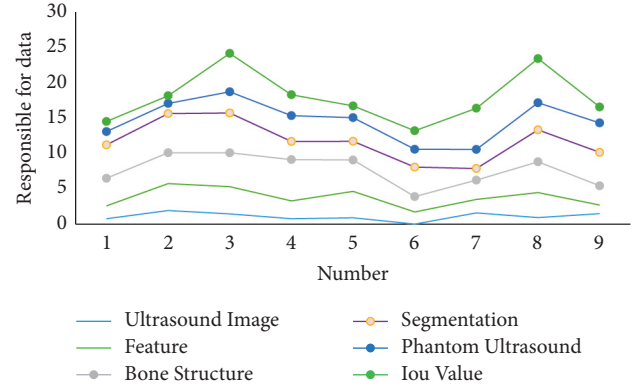 30
25
20
15
10
5
0
Responsible for data
1 2 3 4 5 6 7 8 9
Number
Ultrasound Image
Feature
Bone Structure
Segmentation
Phantom Ultrasound
Iou Value